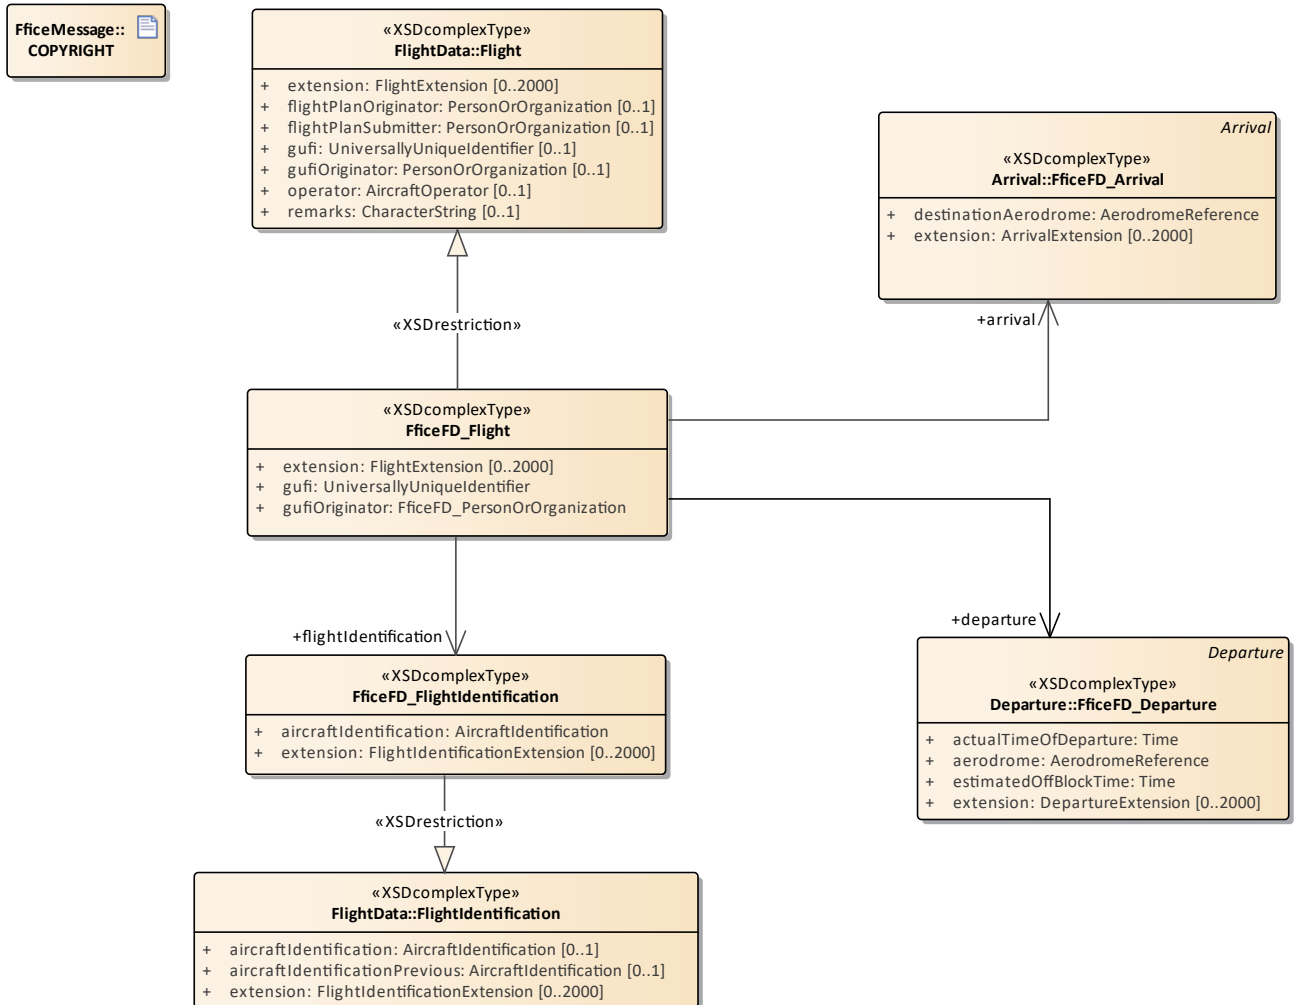 FficeMessage::
COPYRIGHT
«XSDcomplexType»
FlightData::Flight
+ extension: FlightExtension [0..2000]
+ flightPlanOriginator: PersonOrOrganization [0..1]
+ flightPlanSubmitter: PersonOrOrganization [0..1]
+ gufi: UniversallyUniqueIdentifier [0..1]
+ gufiOriginator: PersonOrOrganization [0..1]
+ operator: AircraftOperator [0..1]
+ remarks: CharacterString [0..1]
Arrival
«XSDcomplexType»
Arrival::FficeFD_Arrival
+ destinationAerodrome: AerodromeReference
+ extension: ArrivalExtension [0..2000]
«XSDrestriction»
+arrival
«XSDcomplexType»
FficeFD_Flight
+ extension: FlightExtension [0..2000]
+ gufi: UniversallyUniqueIdentifier
+ gufiOriginator: FficeFD_PersonOrOrganization
+flightIdentification
+departure
«XSDcomplexType»
FficeFD_FlightIdentification
+ aircraftIdentification: AircraftIdentification
+ extension: FlightIdentificationExtension [0..2000]
Departure
«XSDcomplexType»
Departure::FficeFD_Departure
+ actualTimeOfDeparture: Time
+ aerodrome: AerodromeReference
+ estimatedOffBlockTime: Time
+ extension: DepartureExtension [0..2000]
«XSDrestriction»
«XSDcomplexType»
FlightData::FlightIdentification
+ aircraftIdentification: AircraftIdentification [0..1]
+ aircraftIdentificationPrevious: AircraftIdentification [0..1]
+ extension: FlightIdentificationExtension [0..2000]